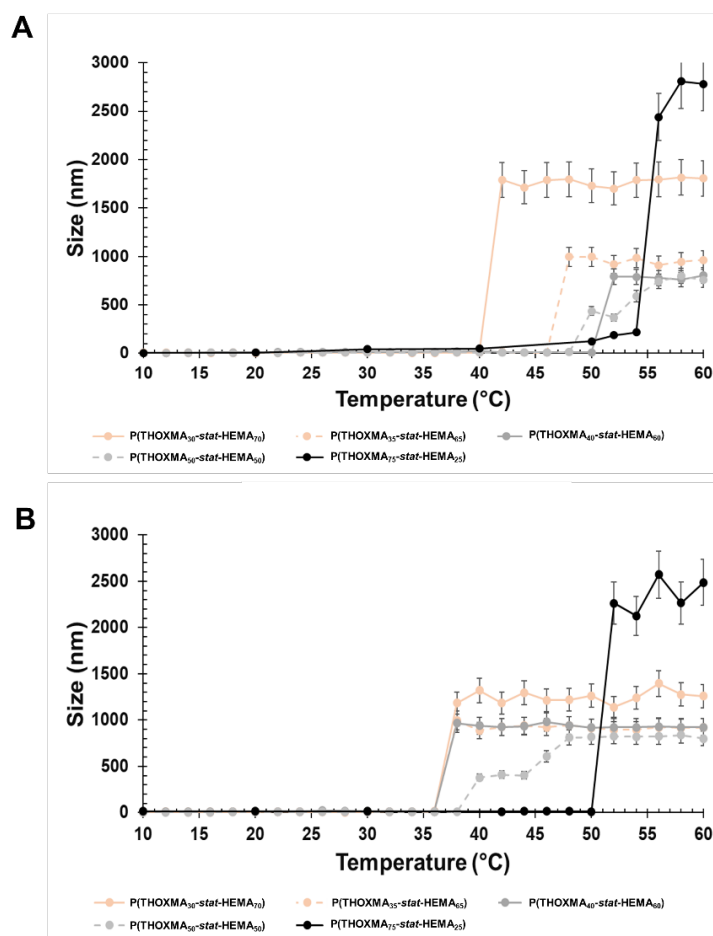 A
3000
2500
2000
1500
1000
500
0
Size (nm)
10 15 20 25 30 35 40 45 50 55 60
Temperature (°C)
P(THOXMA30-stat-HEMA70) P(THOXMA35-stat-HEMA65) P(THOXMA40-stat-HEMA60)
P(THOXMA50-stat-HEMA50) P(THOXMA75-stat-HEMA25)
B
3000
2500
2000
1500
1000
500
0
Size (nm)
10 15 20 25 30 35 40 45 50 55 60
Temperature (°C)
P(THOXMA30-stat-HEMA70) P(THOXMA35-stat-HEMA65) P(THOXMA40-stat-HEMA60)
P(THOXMA50-stat-HEMA50) P(THOXMA75-stat-HEMA25)